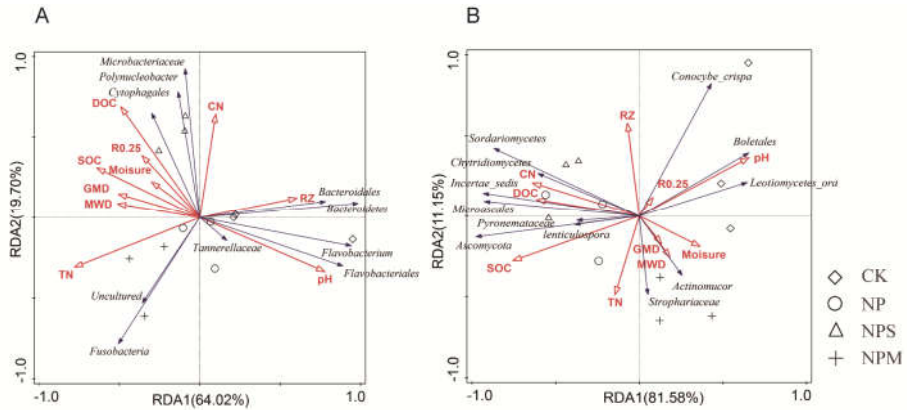 A
B
1.0
Microbacteriaceae
Polynucleobacter
Cytophagales
DOC
CN
R0.25
SOC
Moisure
GMD
MWD
RZ
Bacteroidales
Bacteroidetes
Tannerellaceae
Flavobacterium
Flavobacteriales
pH
TN
Uncultured
Fusobacteria
RDA2(19.70%)
-1.0
-1.0
RDA1(64.02%)
1.0
1.0
Conocybe_crispa
RZ
Sordariomycetes
Boletales
pH
Chytridiomycetes
CN
R0.25
Leotiomycetes_ora
Incertae_sedis
DOC
Microascales
Pyronemataceae
lenticulospora
Ascomycota
SOC
GMD
MWD
Moisure
Actinomucor
TN
Strophariaceae
RDA2(11.15%)
-1.0
-1.0
RDA1(81.58%)
1.0
CK
NP
NPS
NPM